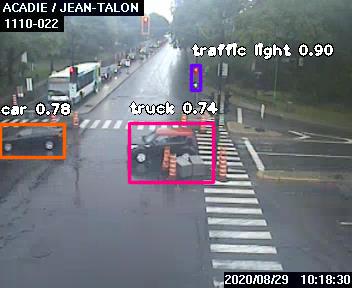 ACADIE / JEAN-TALON
1110-022
traffic light 0.90
car 0.78
truck 0.74
2020/08/29 10:18:30